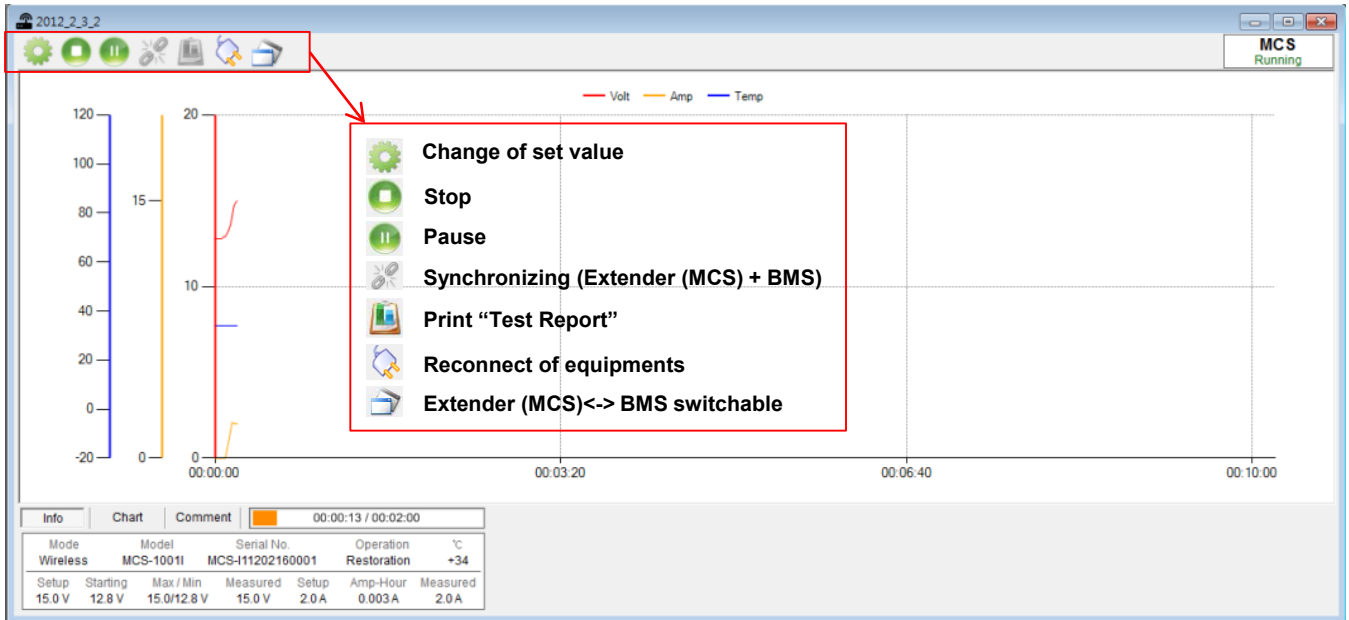 2012_2_3_2
MCS
Running
Volt Amp Temp
120
100
80
60
40
20
0
-20
15
0
20
10
0
Change of set value
Stop
Pause
Synchronizing (Extender (MCS) + BMS)
Print “Test Report”
Reconnect of equipments
Extender (MCS)<-> BMS switchable
00:00:00 00:03:20 00:06:40 00:10:00
Info Chart Comment 00:00:13 / 00:02:00
Mode Model Serial No. Operation ℃
Wireless MCS-1001I MCS-I11202160001 Restoration +34
Setup Starting Max / Min Measured Setup Amp-Hour Measured
15.0 V 12.8 V 15.0/12.8 V 15.0 V 2.0 A 0.003 A 2.0 A